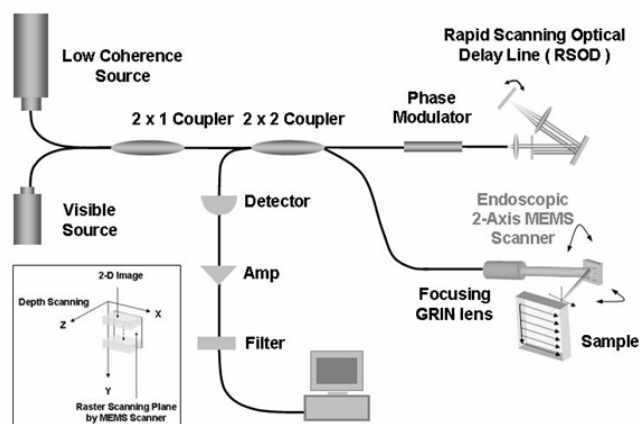 Rapid Scanning Optical
Delay Line ( RSOD )
Low Coherence
Source
2 x 1 Coupler
2 x 2 Coupler
Phase
Modulator
Visible
Source
Detector
Endoscopic
2-Axis MEMS
Scanner
Amp
Focusing
GRIN lens
Sample
Filter
2-D Image
Depth Scanning
X
Z
Y
Raster Scanning Plane
by MEMS Scanner